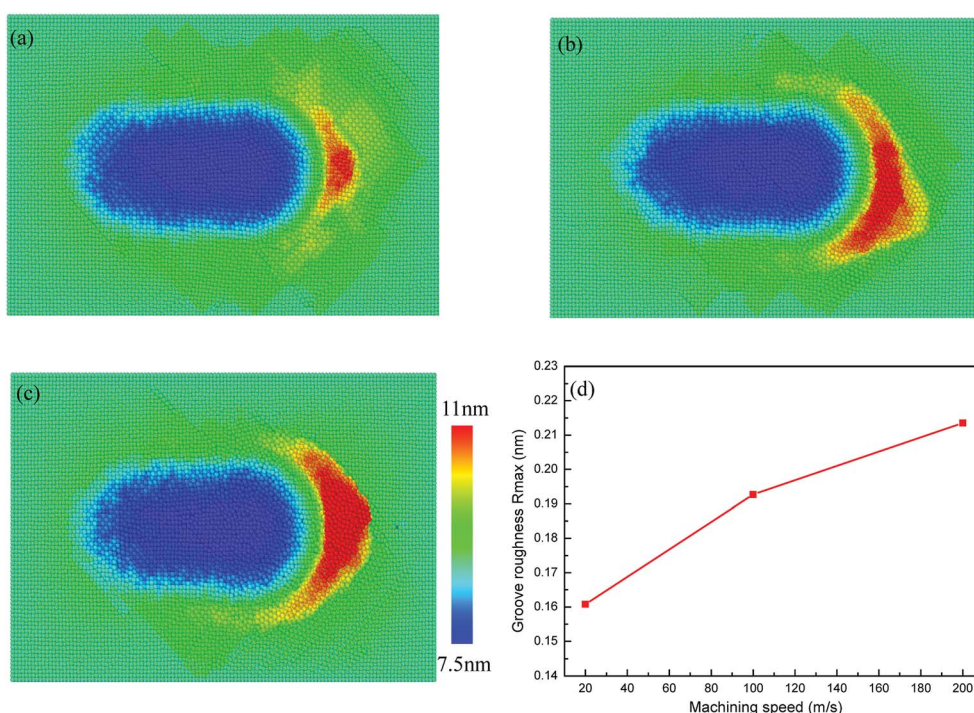 (a)
(b)
(c)
11nm
7.5nm
(d)
Groove roughness Rmax (nm)
0.23
0.22
0.21
0.20
0.19
0.18
0.17
0.16
0.15
0.14
20 40 60 80 100 120 140 160 180 200
Machining speed (m/s)